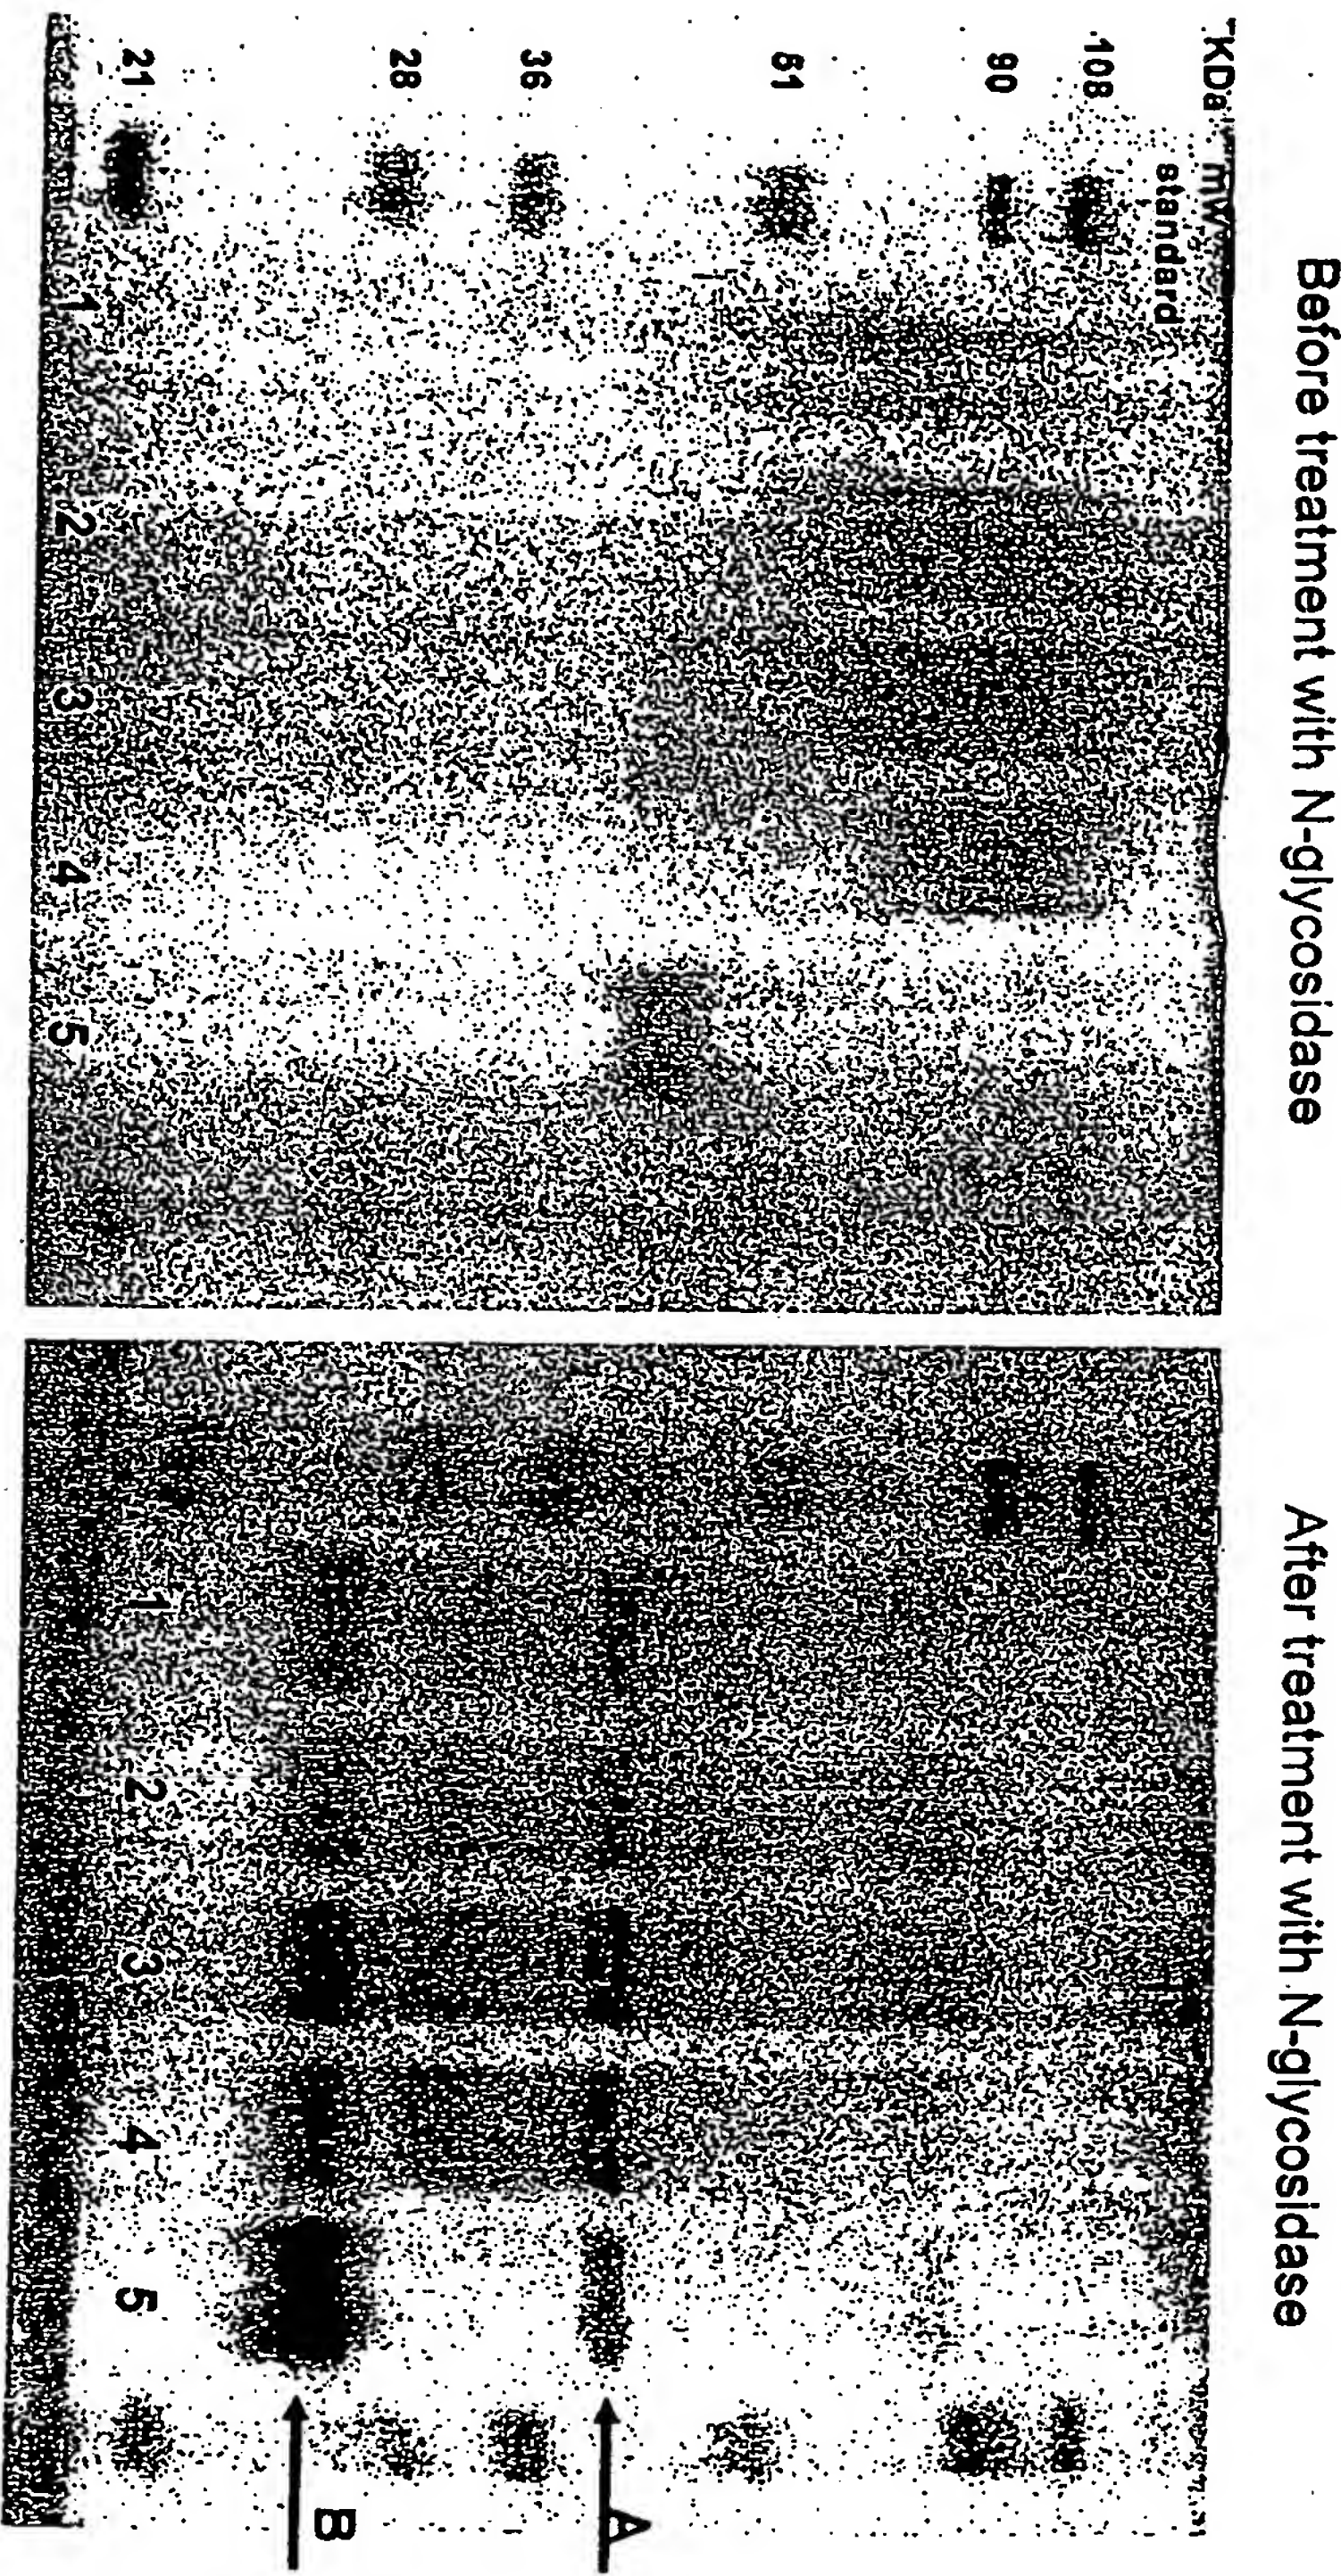 Before treatment with N-glycosidase
KDa mw
standard
108
90
81
36
28
21
1
2
3
4
5
After treatment with N-glycosidase
1
2
3
4
5
A
B